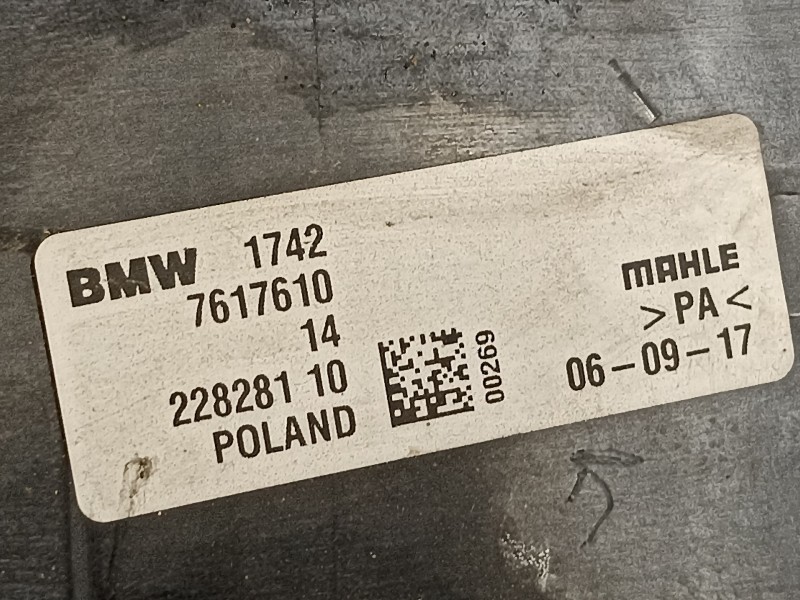 BMW 1742
7617610
14
228281 10
POLAND
00269
MAHLE
>PA<
06-09-17